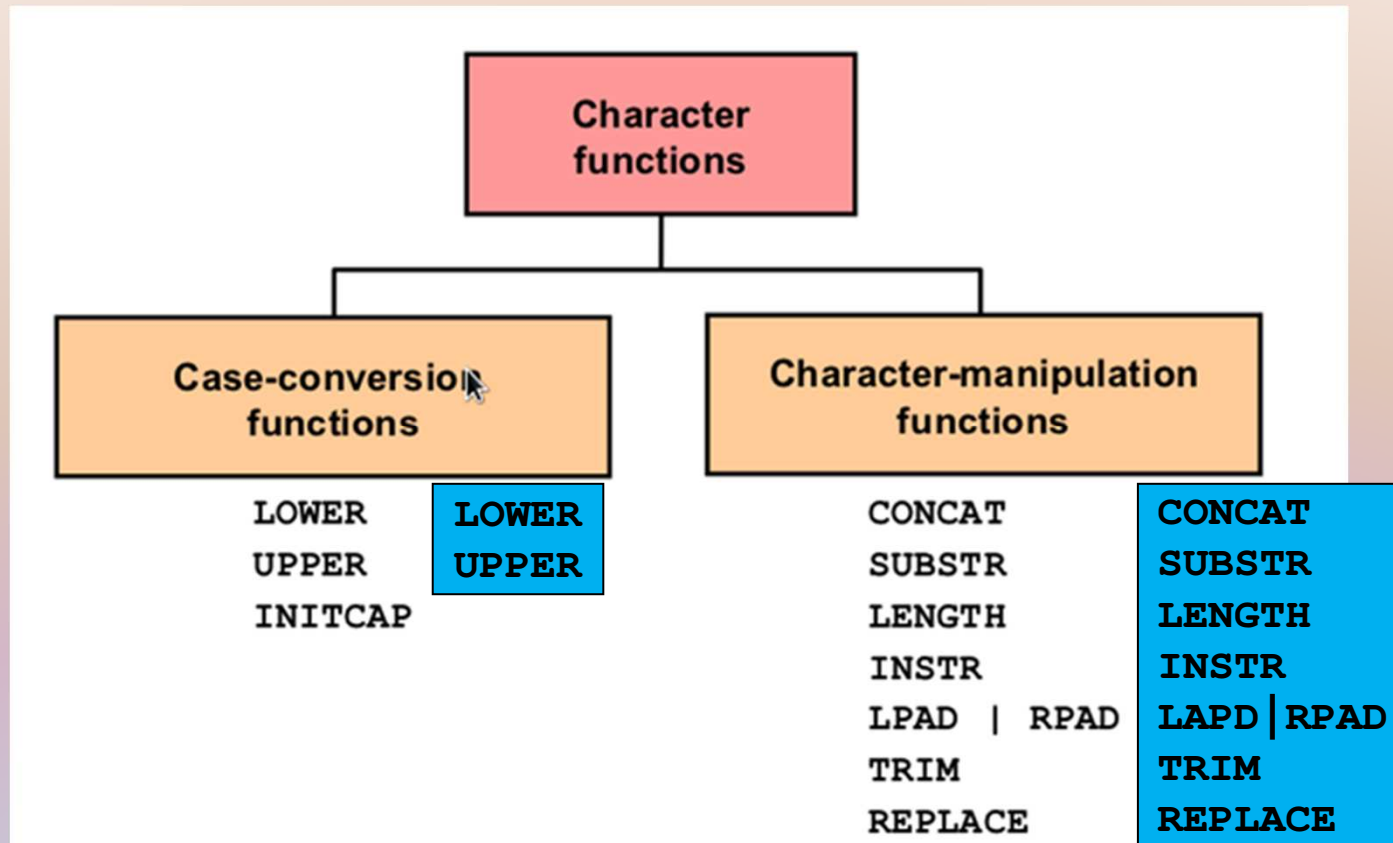 Character
functions
Case-conversion
functions
Character-manipulation
functions
LOWER
UPPER
INITCAP
LOWER
UPPER
CONCAT
SUBSTR
LENGTH
INSTR
LPAD | RPAD
TRIM
REPLACE
CONCAT
SUBSTR
LENGTH
INSTR
LAPD|RPAD
TRIM
REPLACE